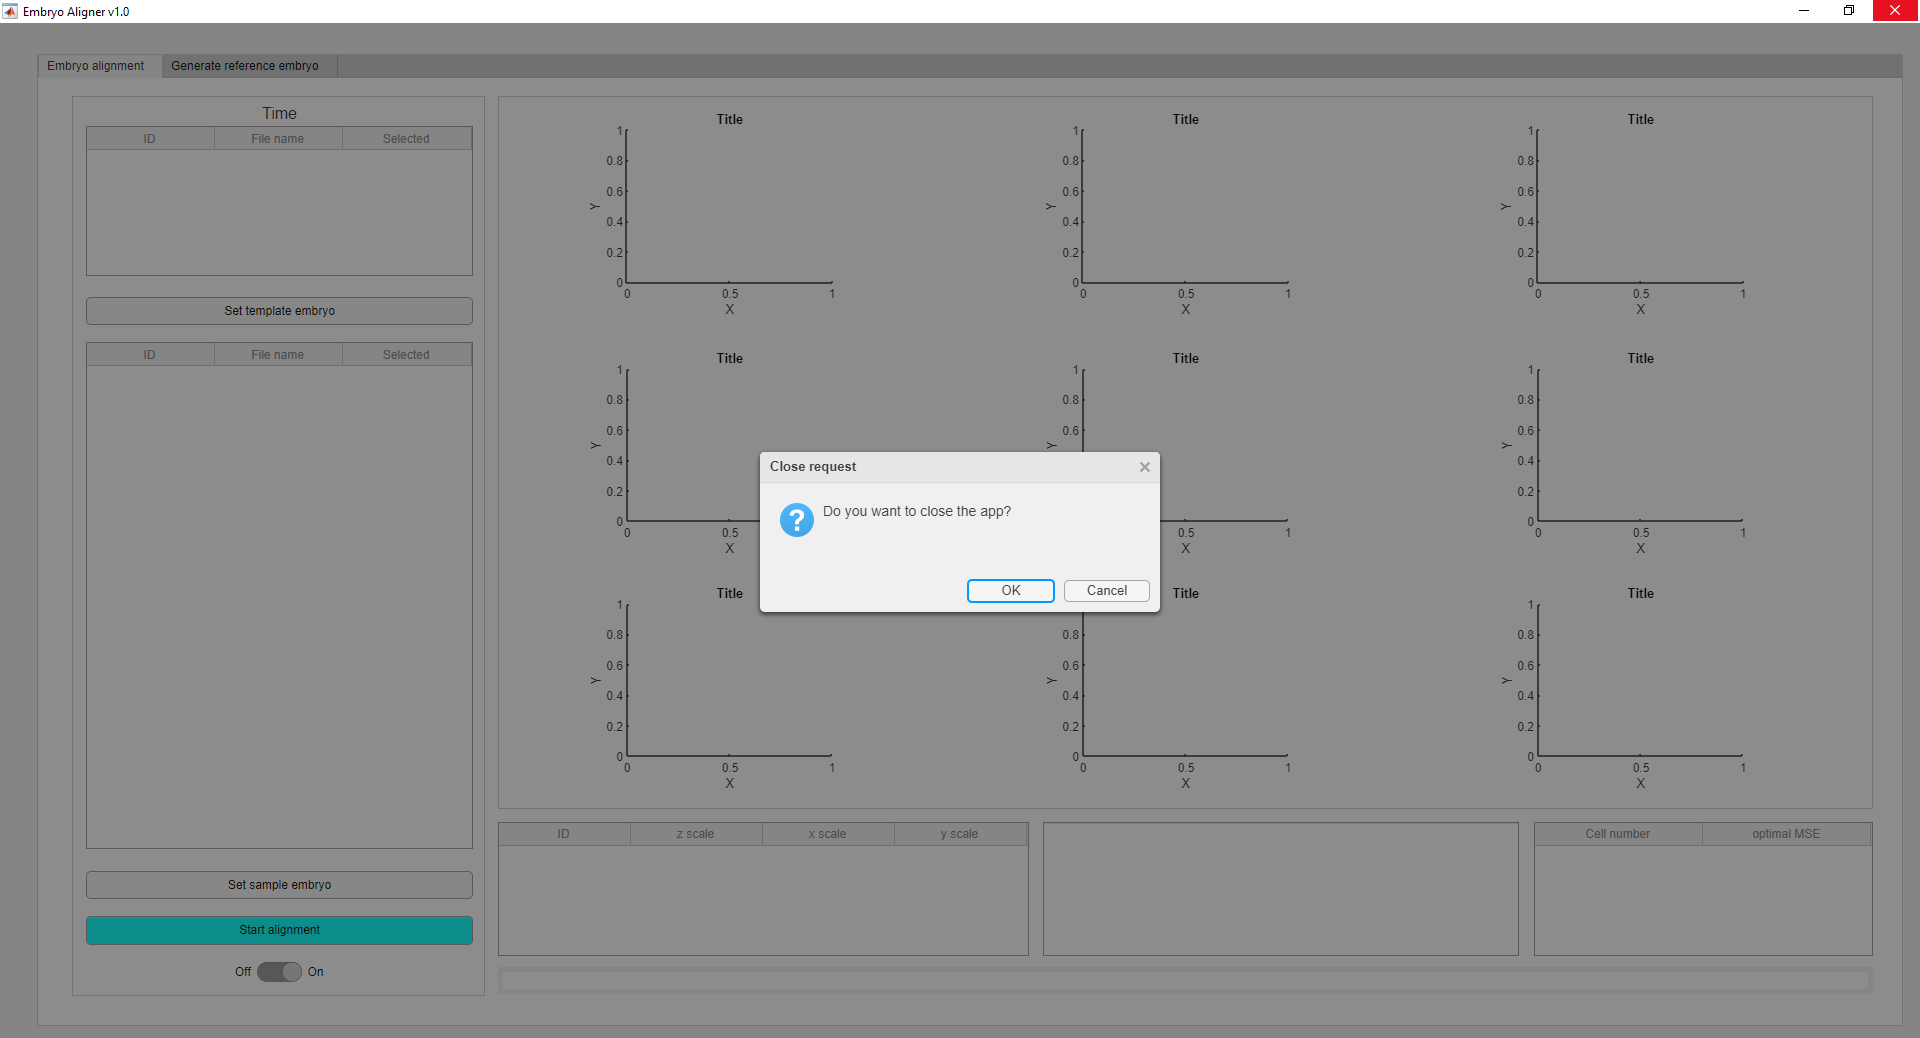 Embryo Aligner v1.0
Embryo alignment
Generate reference embryo
Time
ID File name Selected
Set template embryo
ID File name Selected
Set sample embryo
Start alignment
Off On
Title
1
0.8
0.6
0.4
0.2
0
Y
0 0.5 1
X
Title
1
0.8
0.6
0.4
0.2
0
Y
0 0.5 1
X
Title
1
0.8
0.6
0.4
0.2
0
Y
0 0.5 1
X
Title
1
0.8
0.6
0.4
0.2
0
Y
0 0.5
X
Title
1
0.8
0.6
Y
0.5 1
X
Title
1
0.8
0.6
0.4
0.2
0
Y
0 0.5 1
X
Close request
Do you want to close the app?
OK Cancel
Title
1
0.8
0.6
0.4
0.2
0
Y
0 0.5 1
X
Title
0.8
0.6
0.4
0.2
0
Y
0 0.5 1
X
Title
1
0.8
0.6
0.4
0.2
0
Y
0 0.5 1
X
ID z scale x scale y scale
Cell number optimal MSE